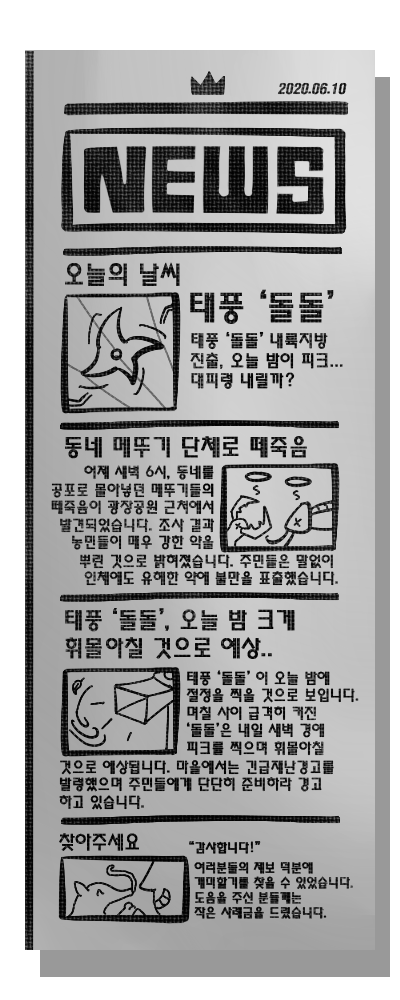 2020.06.10
NEWS
오늘의 날씨
태풍 ‘돌돌’
태풍 ‘돌돌’ 내륙지방
진출, 오늘 밤이 피크...
대피령 내릴까?
동네 메뚜기 단체로 떼죽음
어제 새벽 6시, 동네를
공포로 몰아넣던 메뚜기들의
떼죽음이 광장공원 근처에서
발견되었습니다. 조사 결과
농민들이 매우 강한 약을
뿌린 것으로 밝혀졌습니다. 주민들은 말없이
인체에도 유해한 약에 불만을 표출했습니다.
태풍 ‘돌돌’, 오늘 밤 크게
휘몰아칠 것으로 예상..
태풍 ‘돌돌’ 이 오늘 밤에
절정을 찍을 것으로 보입니다.
며칠 사이 급격히 커진
‘돌돌’은 내일 새벽 경에
피크를 찍으며 휘몰아칠
것으로 예상됩니다. 마을에서는 긴급재난경고를
발령했으며 주민들에게 단단히 준비하라 경고
하고 있습니다.
찾아주세요
“감사합니다!”
여러분들의 제보 덕분에
개미핥기를 찾을 수 있었습니다.
도움을 주신 분들께는
작은 사례금을 드렸습니다.